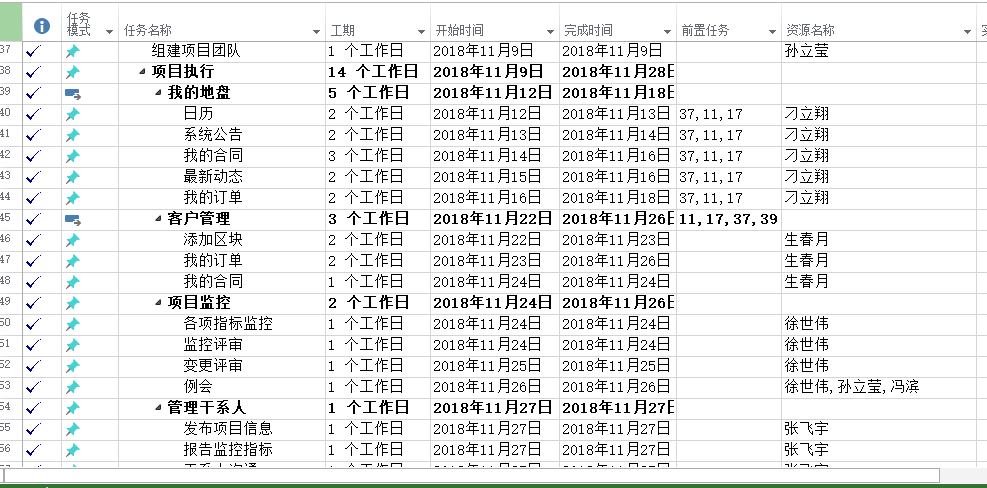 任务模式 任务名称 工期 开始时间 完成时间 前置任务 资源名称
37 组建项目团队 1 个工作日 2018年11月9日 2018年11月9日 孙立莹
38 项目执行 14 个工作日 2018年11月9日 2018年11月28日
39 我的地盘 5 个工作日 2018年11月12日 2018年11月18日
40 日历 2 个工作日 2018年11月12日 2018年11月13日 37,11,17 刁立翔
41 系统公告 2 个工作日 2018年11月13日 2018年11月14日 37,11,17 刁立翔
42 我的合同 3 个工作日 2018年11月14日 2018年11月16日 37,11,17 刁立翔
43 最新动态 2 个工作日 2018年11月15日 2018年11月16日 37,11,17 刁立翔
44 我的订单 2 个工作日 2018年11月16日 2018年11月18日 37,11,17 刁立翔
45 客户管理 3 个工作日 2018年11月22日 2018年11月26日 11,17,37,39
46 添加区块 2 个工作日 2018年11月22日 2018年11月23日 生春月
47 我的订单 2 个工作日 2018年11月23日 2018年11月26日 生春月
48 我的合同 1 个工作日 2018年11月24日 2018年11月24日 生春月
49 项目监控 2 个工作日 2018年11月24日 2018年11月26日
50 各项指标监控 1 个工作日 2018年11月24日 2018年11月24日 徐世伟
51 监控评审 1 个工作日 2018年11月24日 2018年11月24日 徐世伟
52 变更评审 1 个工作日 2018年11月25日 2018年11月25日 徐世伟
53 例会 1 个工作日 2018年11月26日 2018年11月26日 徐世伟,孙立莹,冯滨
54 管理干系人 1 个工作日 2018年11月27日 2018年11月27日
55 发布项目信息 1 个工作日 2018年11月27日 2018年11月27日 张飞宇
56 报告监控指标 1 个工作日 2018年11月27日 2018年11月27日 张飞宇